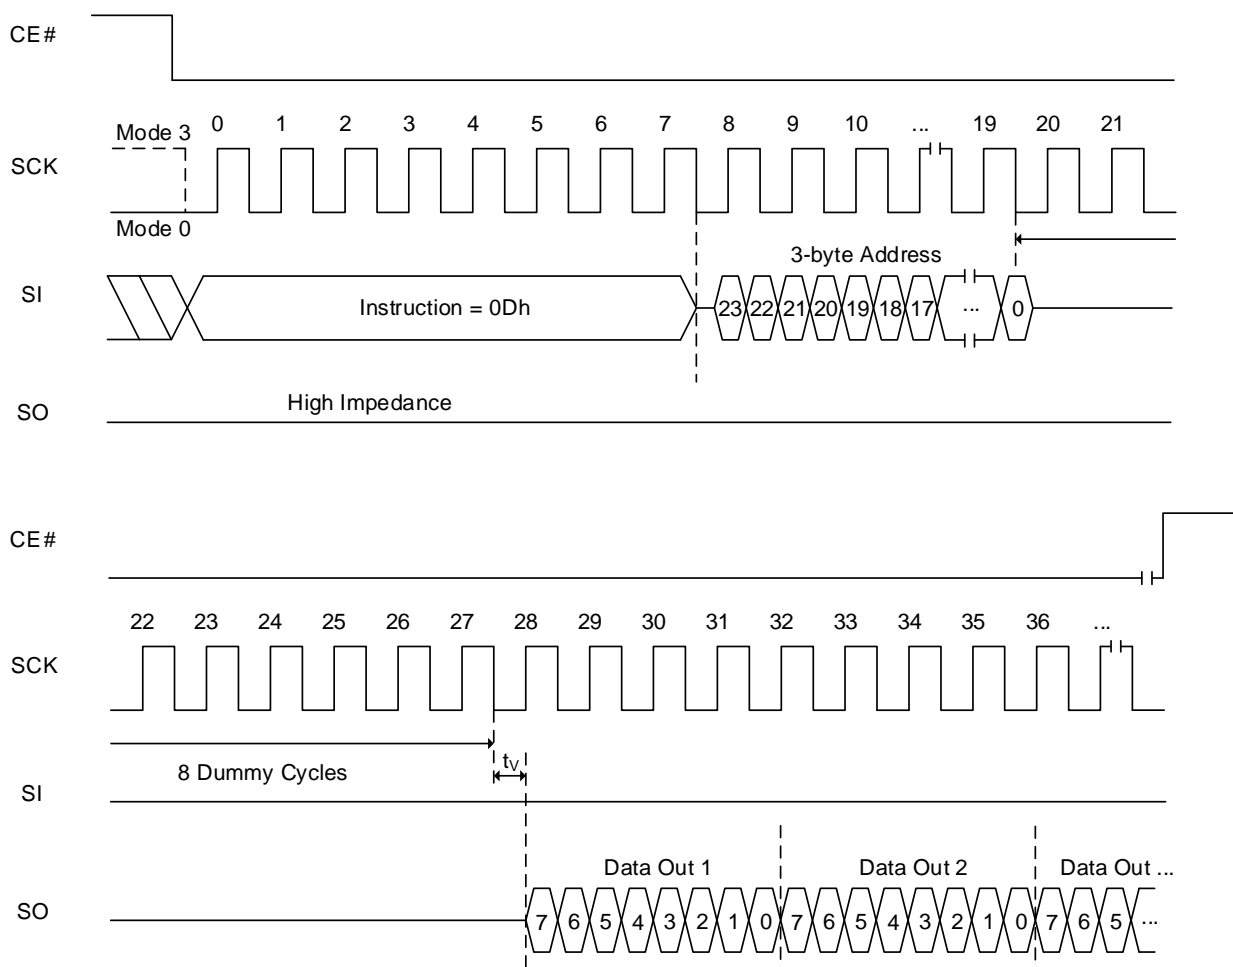 CE#
Mode 3 0 1 2 3 4 5 6 7 8 9 10 ... 19 20 21
SCK
Mode 0
3-byte Address
SI Instruction = 0Dh 23 22 21 20 19 18 17 ... 0
SO High Impedance
CE#
22 23 24 25 26 27 28 29 30 31 32 33 34 35 36 ...
SCK
8 Dummy Cycles tV
SI
Data Out 1 Data Out 2 Data Out ...
SO 7 6 5 4 3 2 1 0 7 6 5 4 3 2 1 0 7 6 5 ...